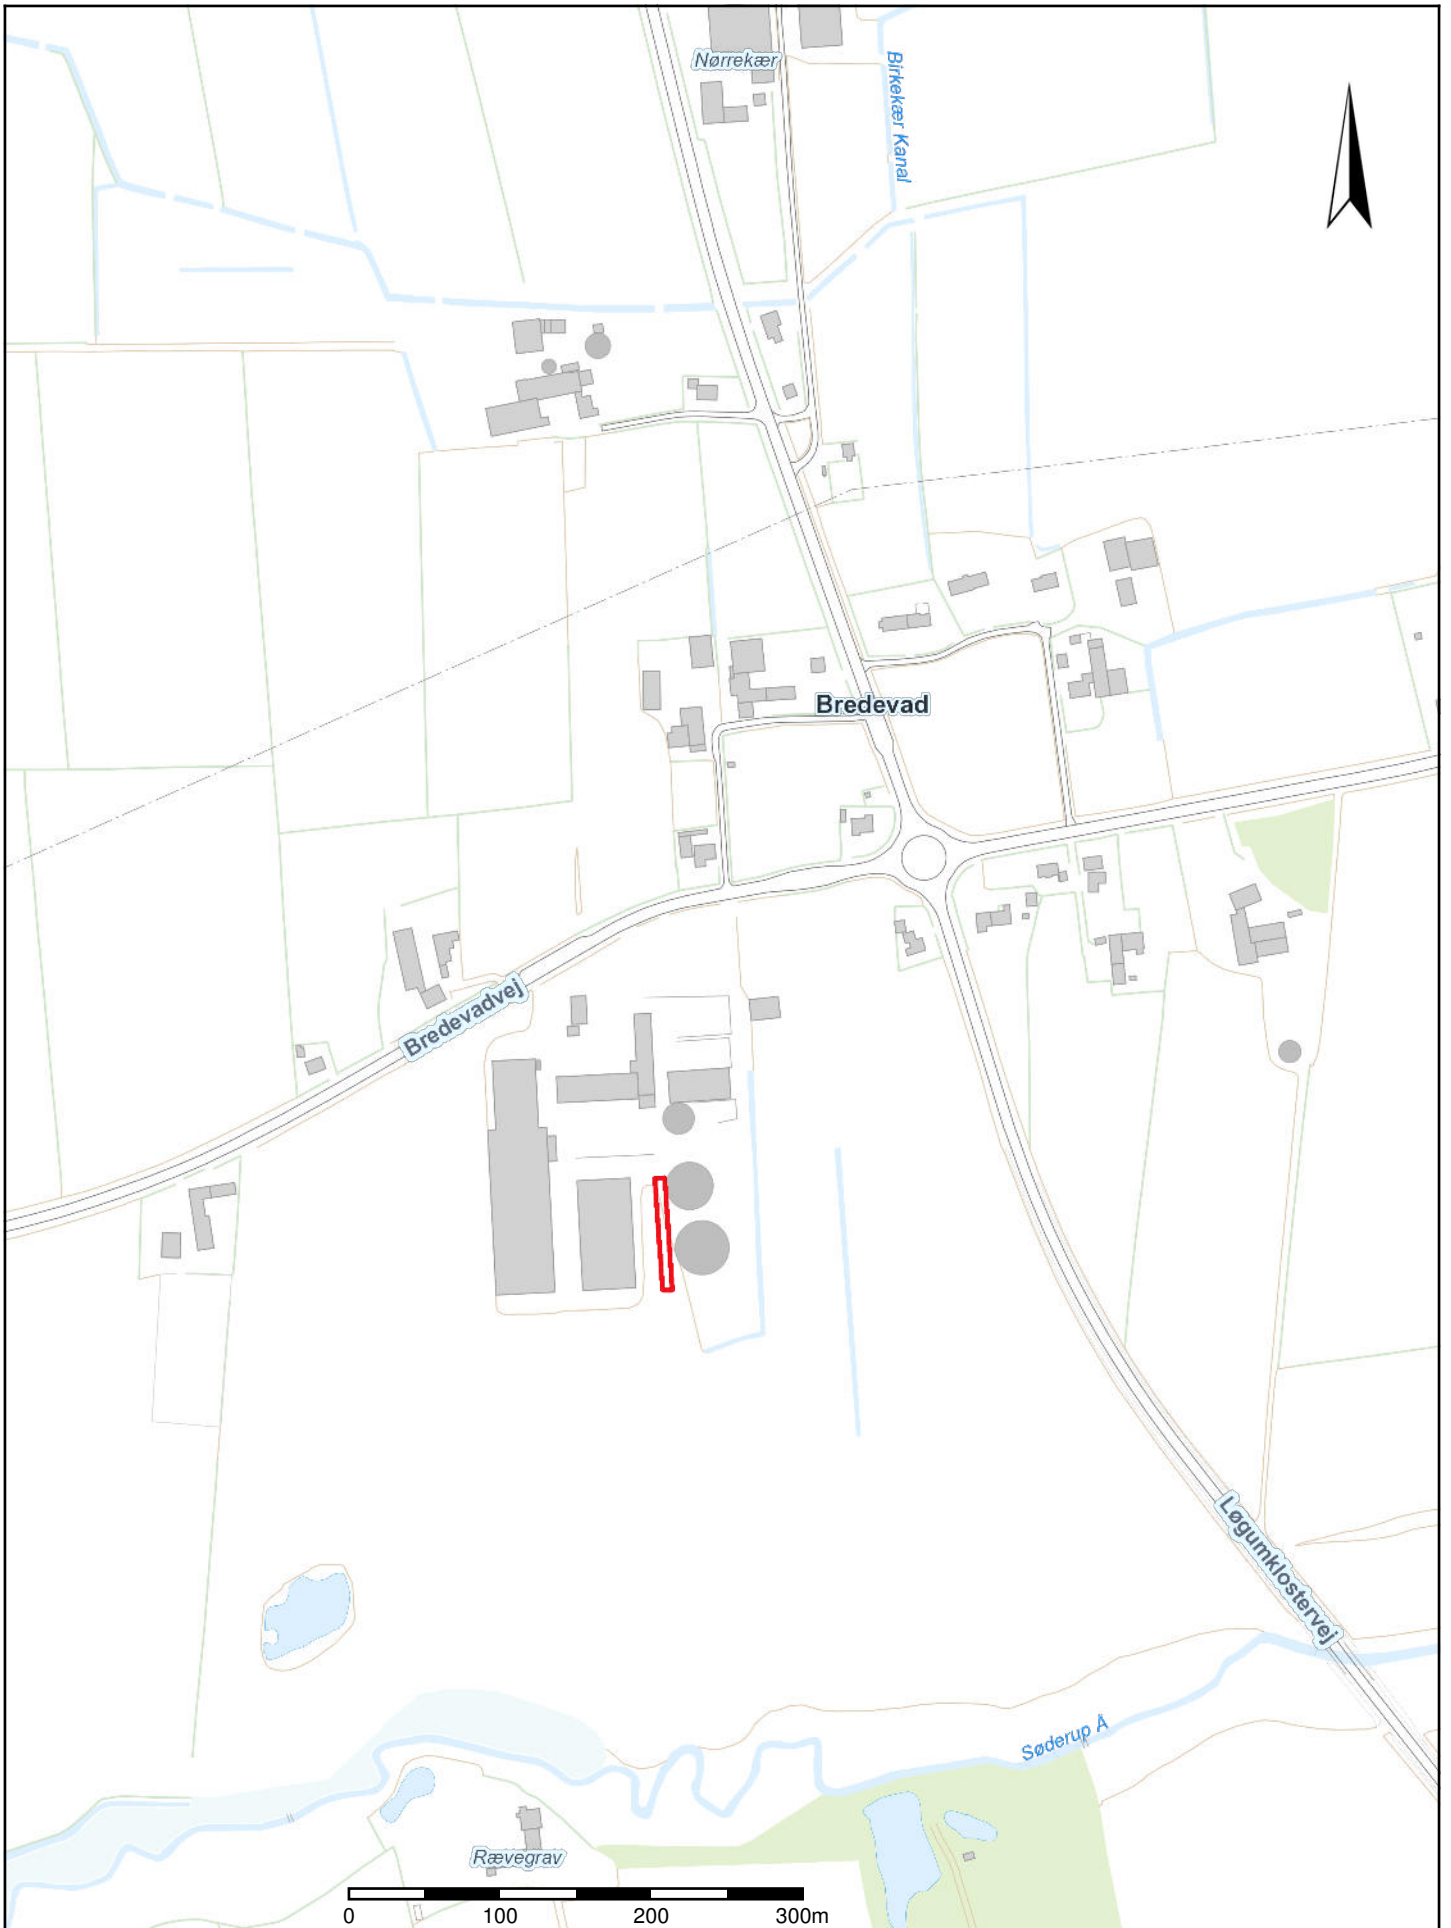 Nørrekær
Birkekær Kanal
Bredevad
Bredevadvej
Løgumklostervej
Søderup Å
Rævegrav
0 100 200 300m